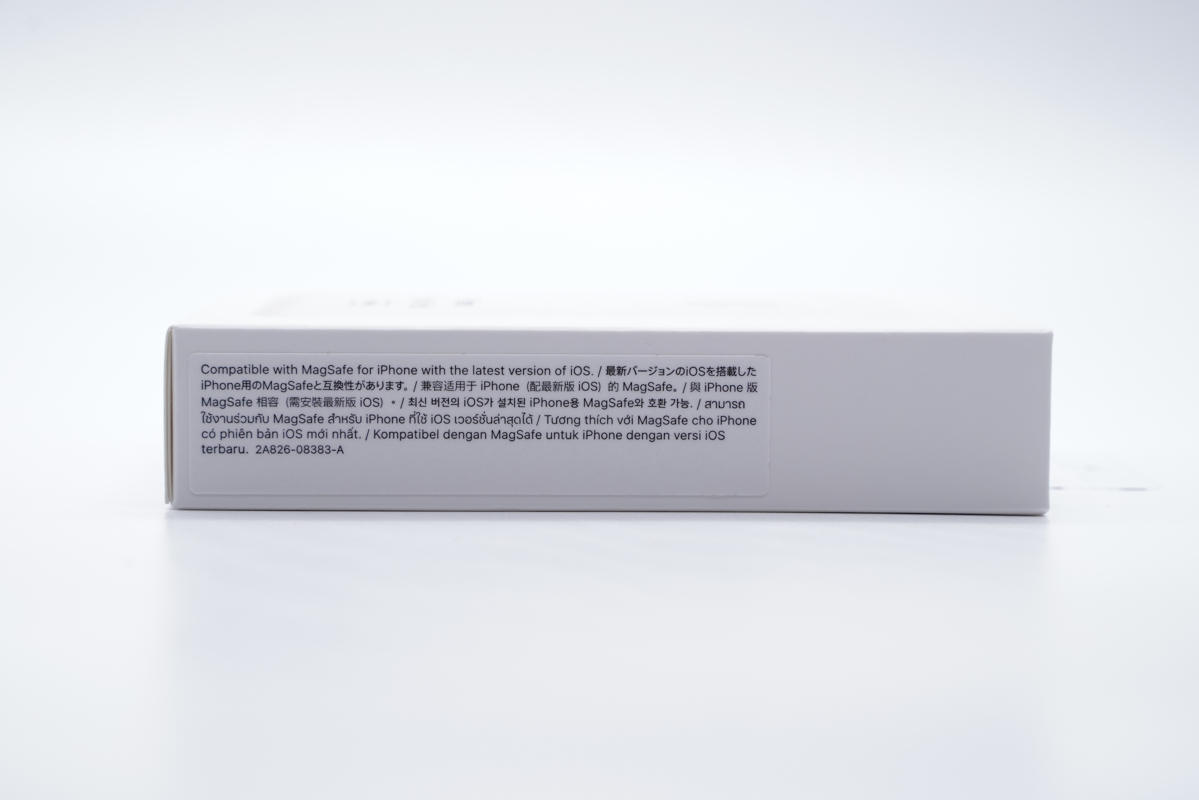 Compatible with MagSafe for iPhone with the latest version of iOS. / 最新バージョンのiOSを搭載した
iPhone用のMagSafeと互換性があります。 / 兼容适用于 iPhone（配最新版 iOS）的 MagSafe。 / 與 iPhone 版
MagSafe 相容（需安裝最新版 iOS）。 / 최신 버전의 iOS가 설치된 iPhone용 MagSafe와 호환 가능. / สามารถ
ใช้งานร่วมกับ MagSafe สำหรับ iPhone ที่ใช้ iOS เวอร์ชั่นล่าสุดได้ / Tương thích với MagSafe cho iPhone
có phiên bản iOS mới nhất. / Kompatibel dengan MagSafe untuk iPhone dengan versi iOS
terbaru. 2A826-08383-A